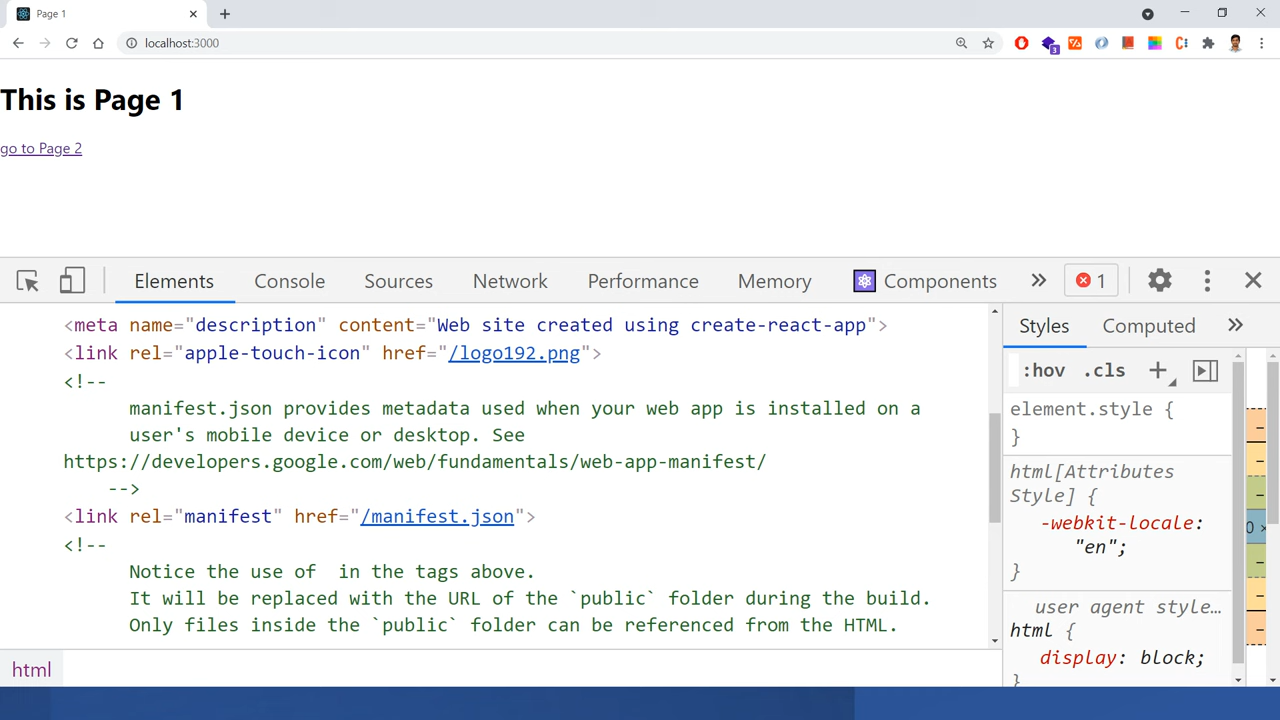 Page 1
localhost:3000
3
This is Page 1
go to Page 2
Elements Console Sources Network Performance Memory Components 1
<meta name="description" content="Web site created using create-react-app">
<link rel="apple-touch-icon" href="/logo192.png">
<!--
manifest.json provides metadata used when your web app is installed on a
user's mobile device or desktop. See
https://developers.google.com/web/fundamentals/web-app-manifest/
-->
<link rel="manifest" href="/manifest.json">
<!--
Notice the use of  in the tags above.
It will be replaced with the URL of the `public` folder during the build.
Only files inside the `public` folder can be referenced from the HTML.
html
Styles Computed
:hov .cls
element.style {
}
html[Attributes
Style] {
-webkit-locale:
"en";
}
user agent style…
html {
display: block;
}